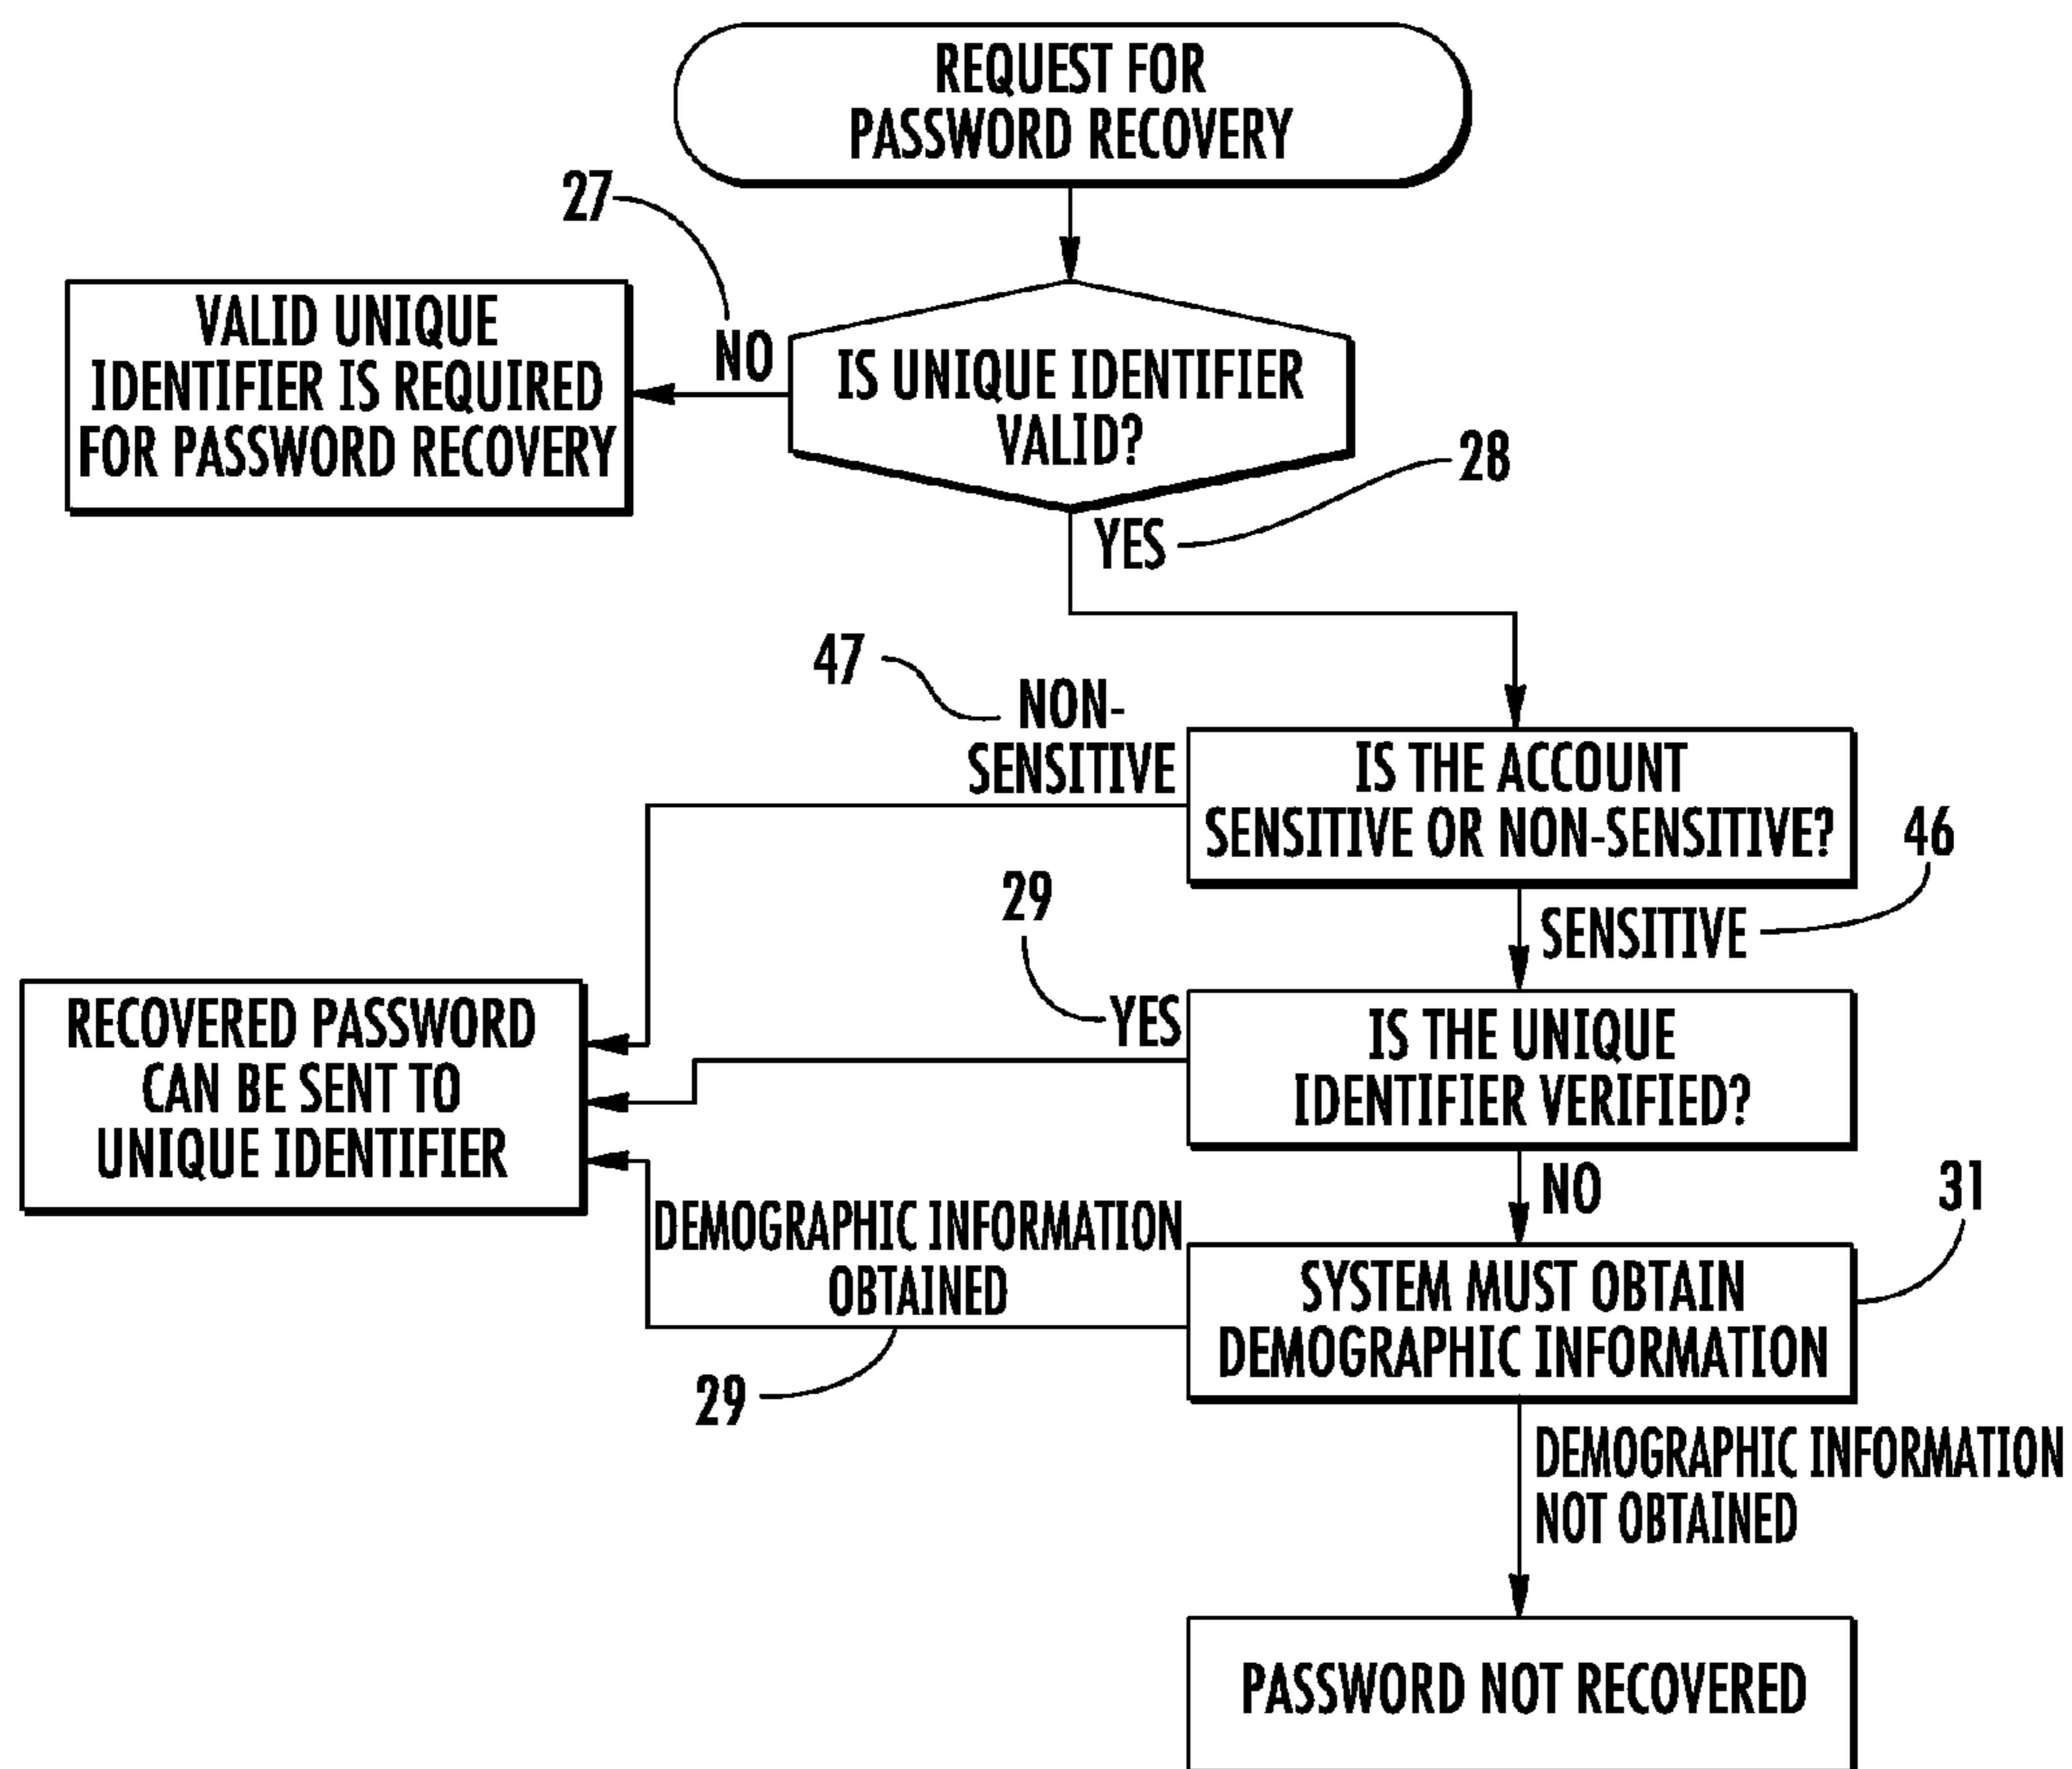 REQUEST FOR
PASSWORD RECOVERY
27
NO
VALID UNIQUE
IDENTIFIER IS REQUIRED
FOR PASSWORD RECOVERY
IS UNIQUE IDENTIFIER
VALID?
28
YES
47
NON-
SENSITIVE
IS THE ACCOUNT
SENSITIVE OR NON-SENSITIVE?
46
SENSITIVE
29
YES
IS THE UNIQUE
IDENTIFIER VERIFIED?
RECOVERED PASSWORD
CAN BE SENT TO
UNIQUE IDENTIFIER
NO
31
DEMOGRAPHIC INFORMATION
OBTAINED
29
SYSTEM MUST OBTAIN
DEMOGRAPHIC INFORMATION
DEMOGRAPHIC INFORMATION
NOT OBTAINED
PASSWORD NOT RECOVERED